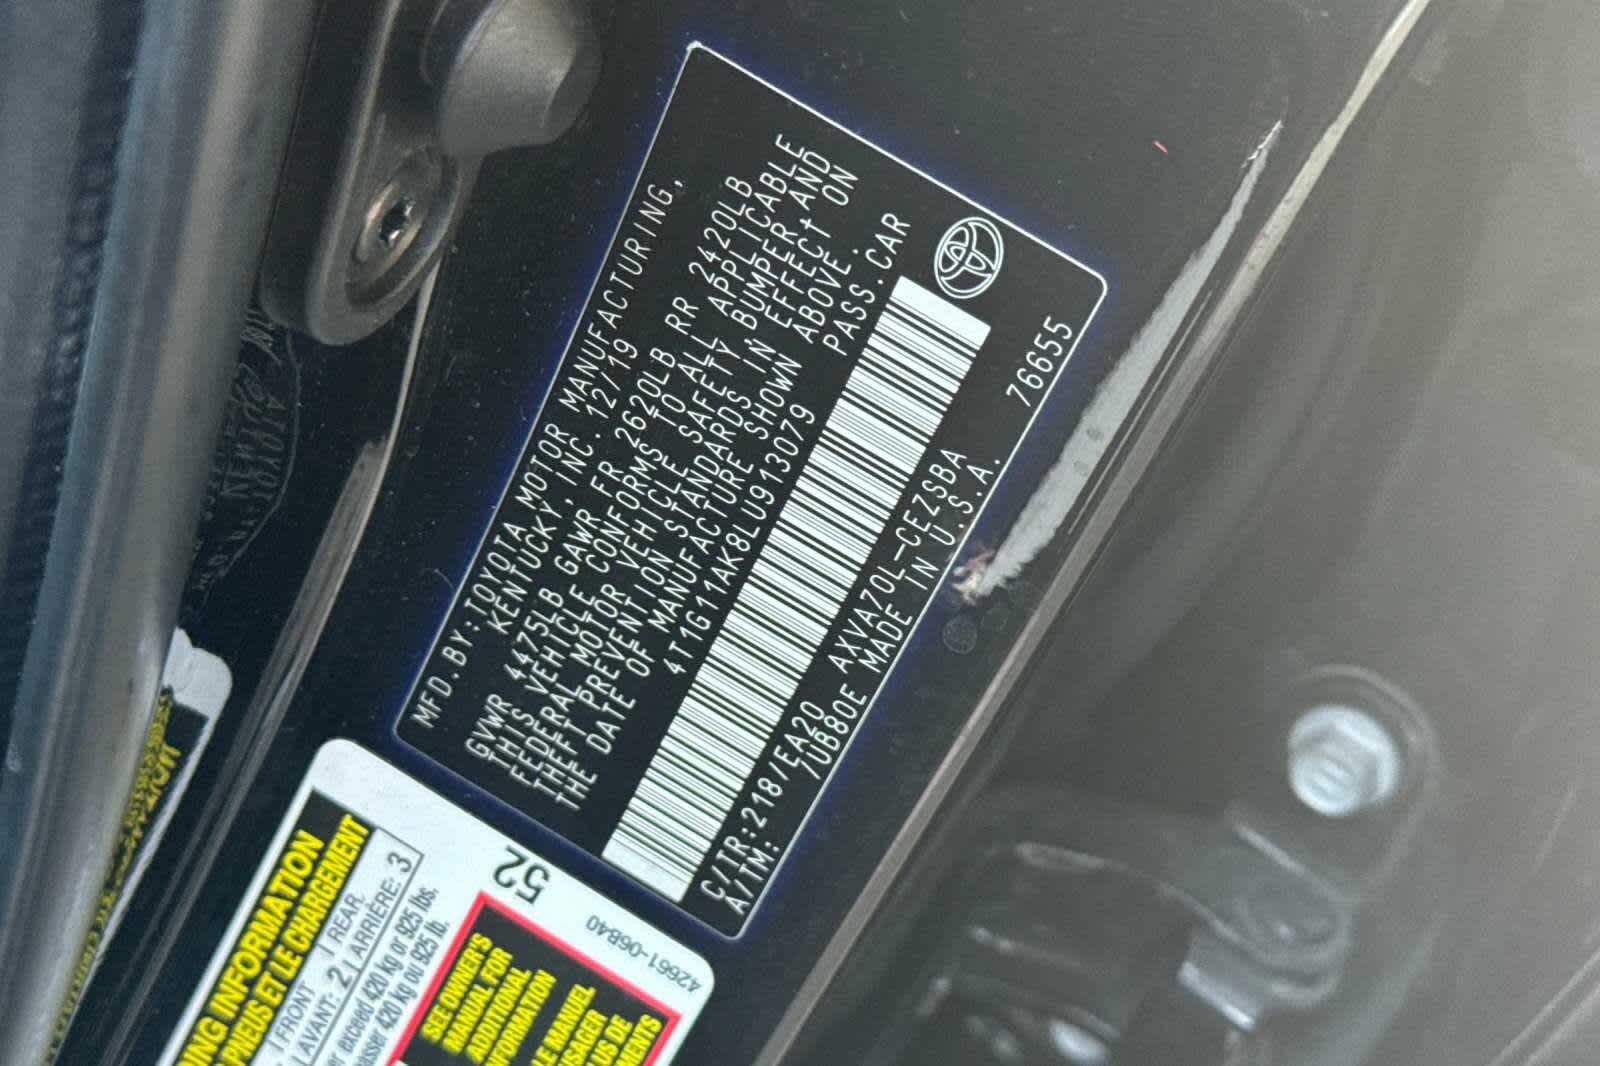 MFD.BY:TOYOTA MOTOR MANUFACTURING,
KENTUCKY, INC. 12/19
GVWR 4475LB GAWR FR 2620LB RR 2420LB
THIS VEHICLE CONFORMS TO ALL APPLICABLE
FEDERAL MOTOR VEHICLE SAFETY, BUMPER, AND
THEFT PREVENTION STANDARDS IN EFFECT ON
THE DATE OF MANUFACTURE SHOWN ABOVE.
4T1G11AK8LU913079 PASS.CAR
76655
C/TR:218/EA20 AXVA70L-CEZSBA
A/TM: /UB80E MADE IN U.S.A.
INFORMATION
PNEUS ET LE CHARGEMENT
FRONT REAR
AVANT: 2 ARRIÈRE: 3
exceed 420 kg or 925 lbs.
420 kg ou 925 lb.
52
42661-06B40
SEE OWNER'S
MANUAL FOR
ADDITIONAL
INFORMATION
LE MANUEL